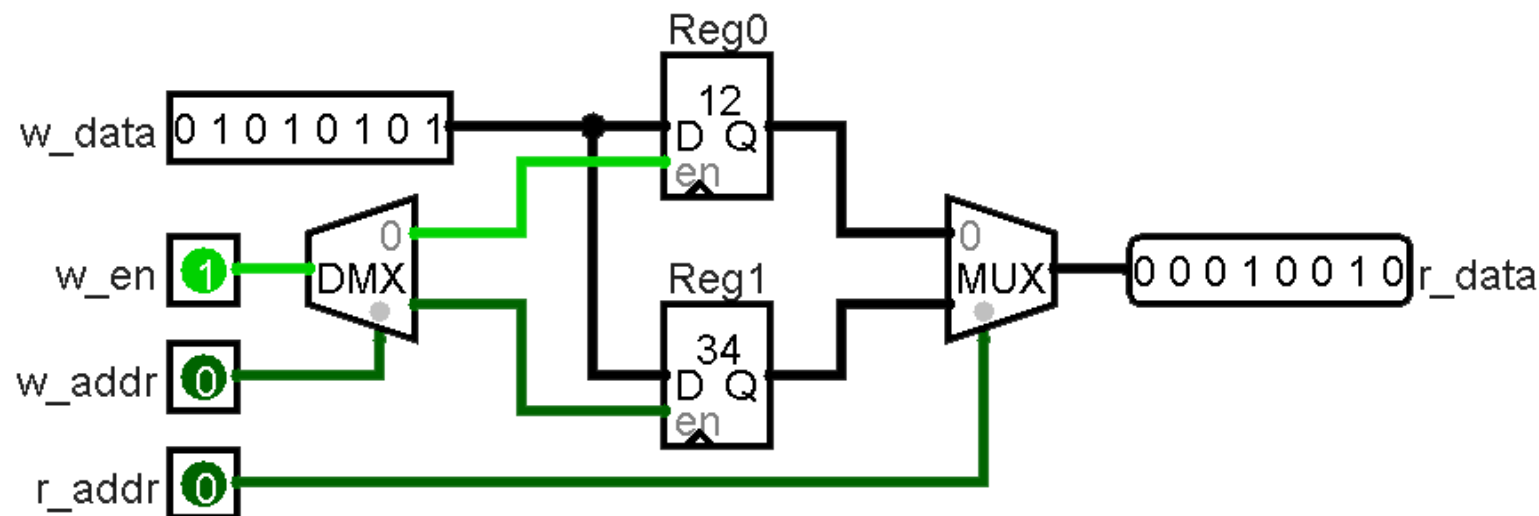 Reg0
12
D Q
en
w_data 0 1 0 1 0 1 0 1
0
w_en 1 DMX
w_addr 0
r_addr 0
Reg1
34
D Q
en
0
MUX
0 0 0 1 0 0 1 0 r_data